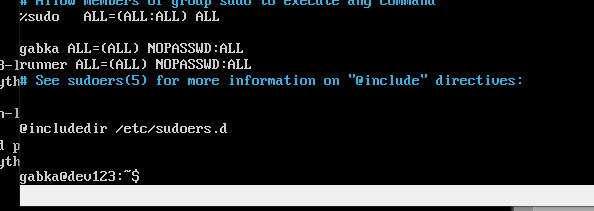 # Allow members of group sudo to execute any command
%sudo   ALL=(ALL:ALL) ALL
gabka ALL=(ALL) NOPASSWD:ALL
runner ALL=(ALL) NOPASSWD:ALL
# See sudoers(5) for more information on "@include" directives:
@includedir /etc/sudoers.d
gabka@dev123:~$